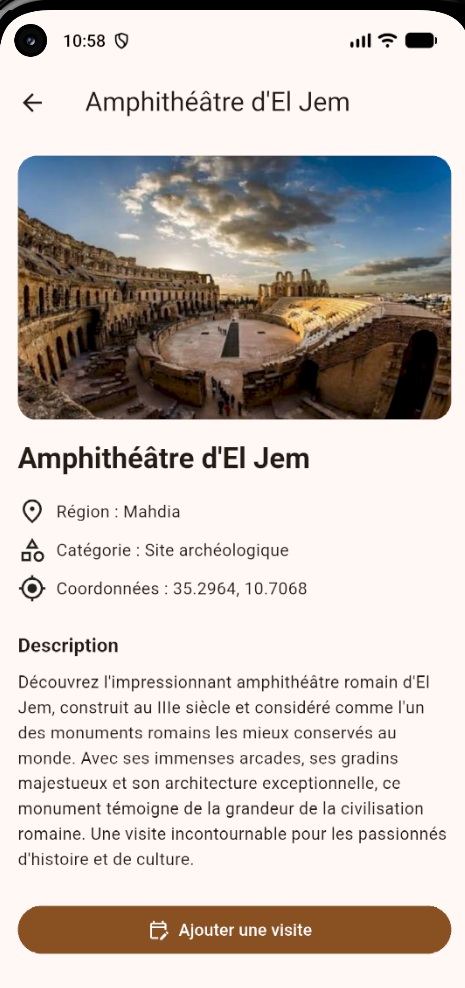 10:58
Amphithéâtre d'El Jem
Amphithéâtre d'El Jem
Région : Mahdia
Catégorie : Site archéologique
Coordonnées : 35.2964, 10.7068
Description
Découvrez l'impressionnant amphithéâtre romain d'El
Jem, construit au IIIe siècle et considéré comme l'un
des monuments romains les mieux conservés au
monde. Avec ses immenses arcades, ses gradins
majestueux et son architecture exceptionnelle, ce
monument témoigne de la grandeur de la civilisation
romaine. Une visite incontournable pour les passionnés
d'histoire et de culture.
Ajouter une visite